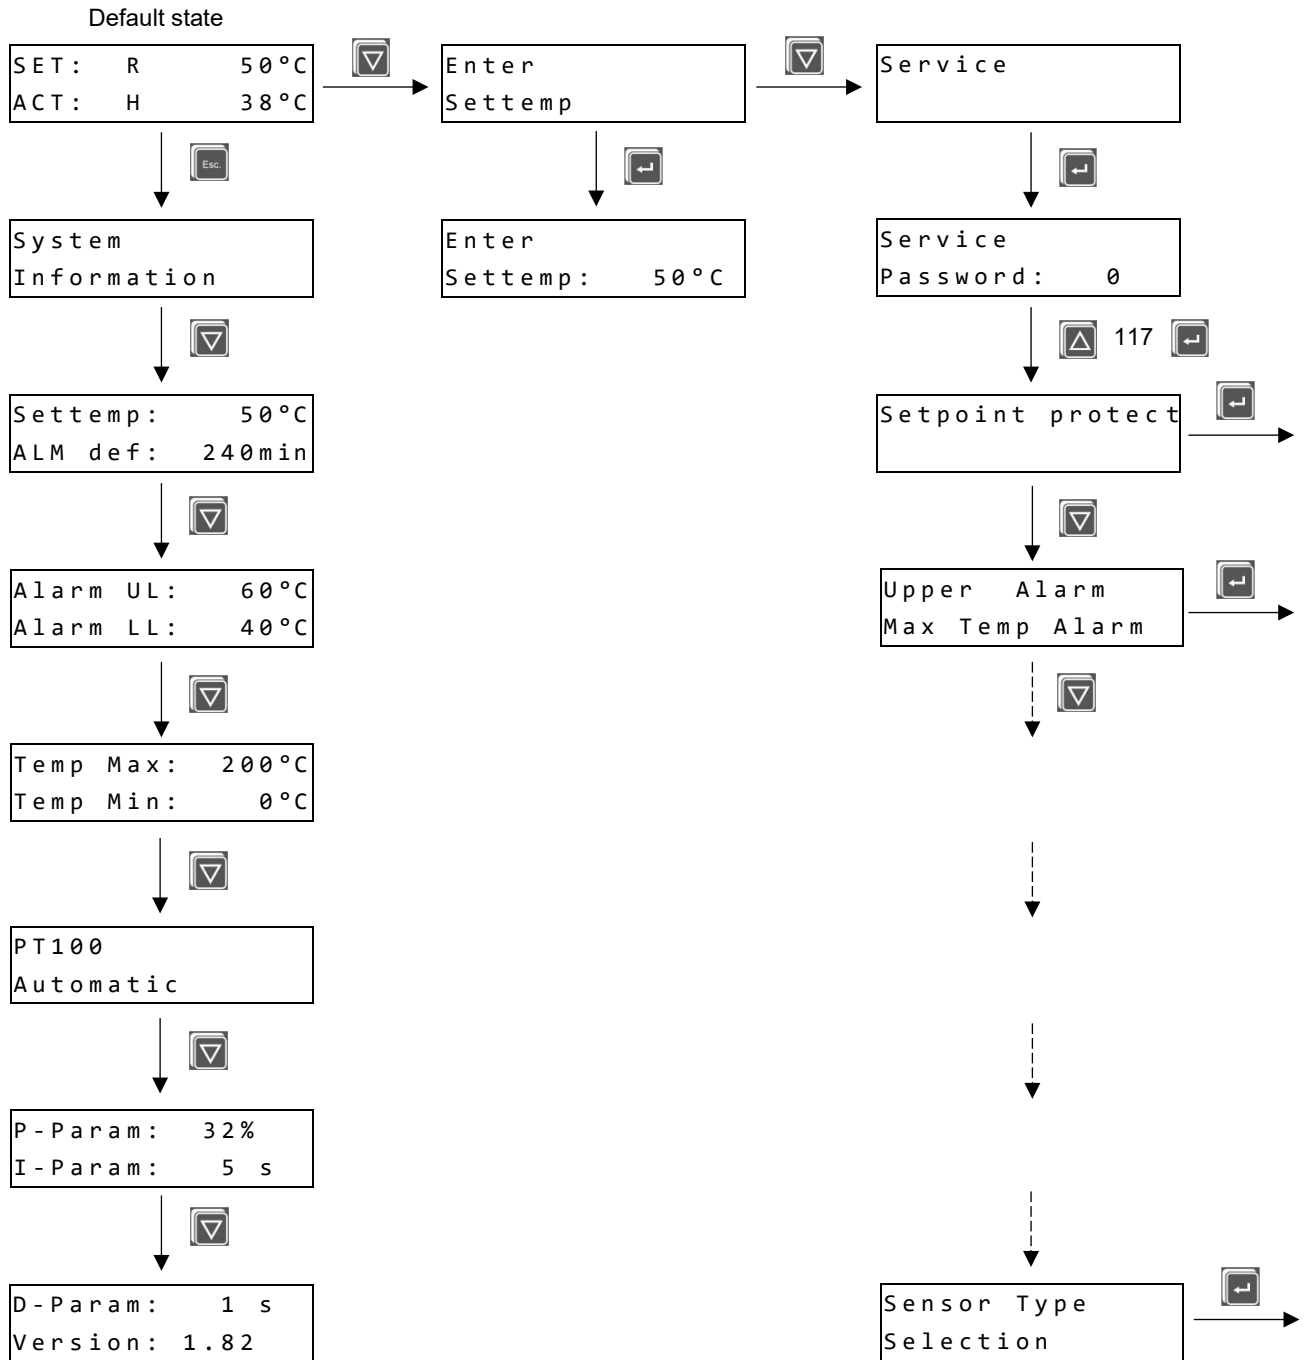 Default state
SET: R 50°C
ACT: H 38°C
Enter
Settemp
Service
Esc.
System
Information
Enter
Settemp: 50°C
Service
Password: 0
117
Settemp: 50°C
ALM def: 240min
Setpoint protect
Alarm UL: 60°C
Alarm LL: 40°C
Upper Alarm
Max Temp Alarm
Temp Max: 200°C
Temp Min: 0°C
PT100
Automatic
P-Param: 32%
I-Param: 5 s
D-Param: 1 s
Version: 1.82
Sensor Type
Selection